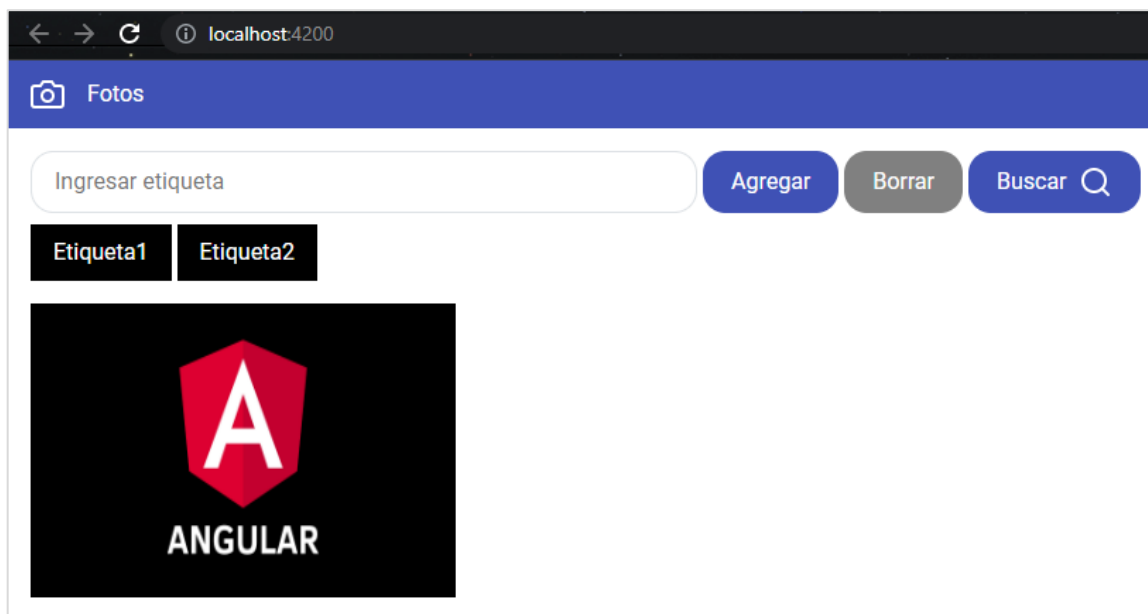 localhost:4200
Fotos
Ingresar etiqueta Agregar Borrar Buscar
Etiqueta1 Etiqueta2
A
ANGULAR